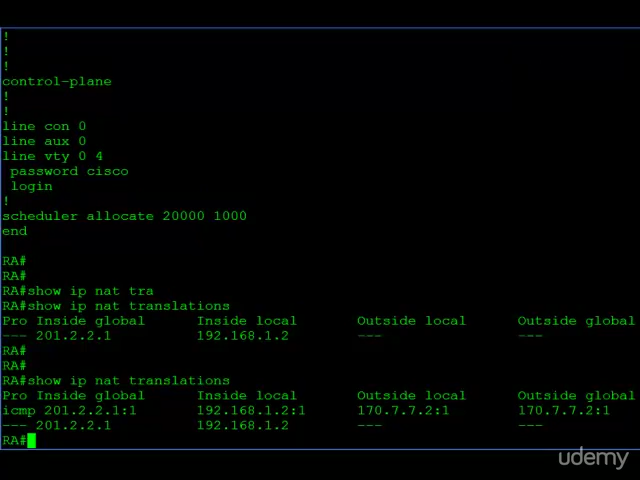 !
!
!
control-plane
!
!
line con 0
line aux 0
line vty 0 4
 password cisco
 login
!
scheduler allocate 20000 1000
end
RA#
RA#
RA#show ip nat tra
RA#show ip nat translations
Pro Inside global      Inside local       Outside local      Outside global
--- 201.2.2.1          192.168.1.2        ---                ---
RA#
RA#
RA#show ip nat translations
Pro Inside global      Inside local       Outside local      Outside global
icmp 201.2.2.1:1       192.168.1.2:1      170.7.7.2:1        170.7.7.2:1
--- 201.2.2.1          192.168.1.2        ---                ---
RA#
udemy